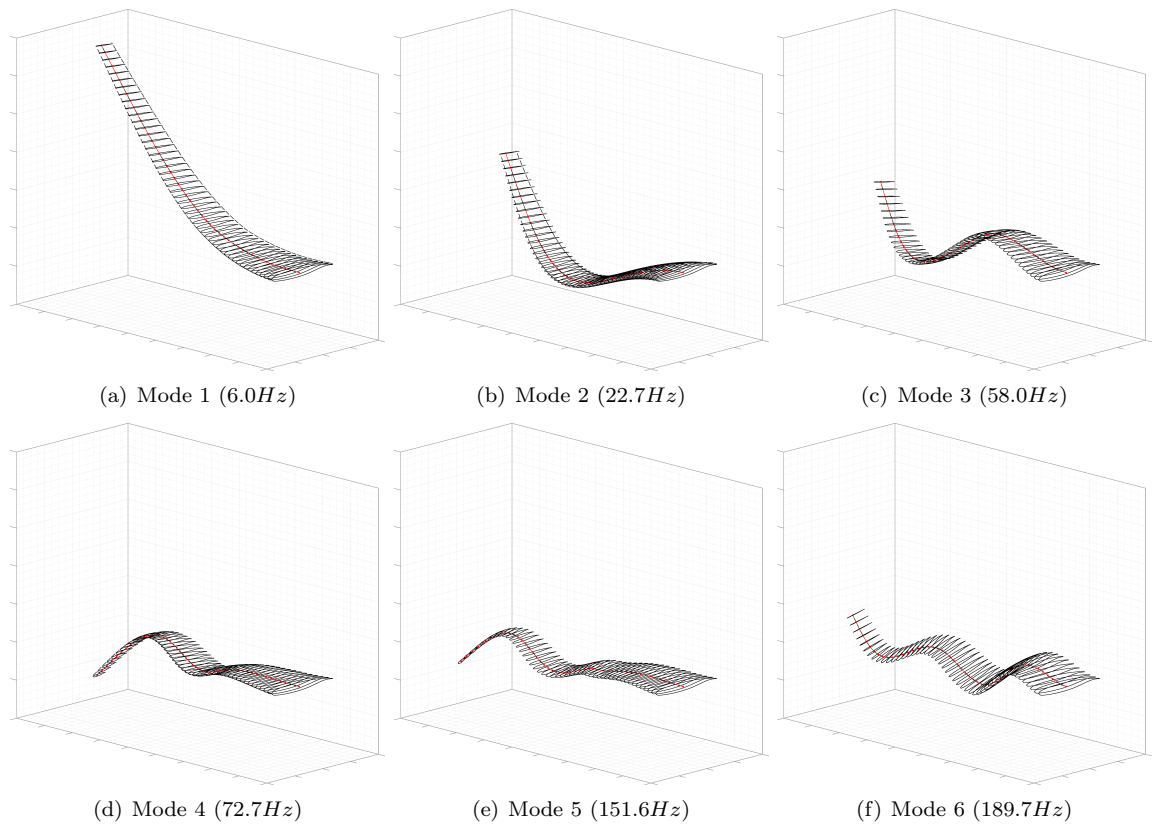 (a) Mode 1 (6.0Hz)
(b) Mode 2 (22.7Hz)
(c) Mode 3 (58.0Hz)
(d) Mode 4 (72.7Hz)
(e) Mode 5 (151.6Hz)
(f) Mode 6 (189.7Hz)